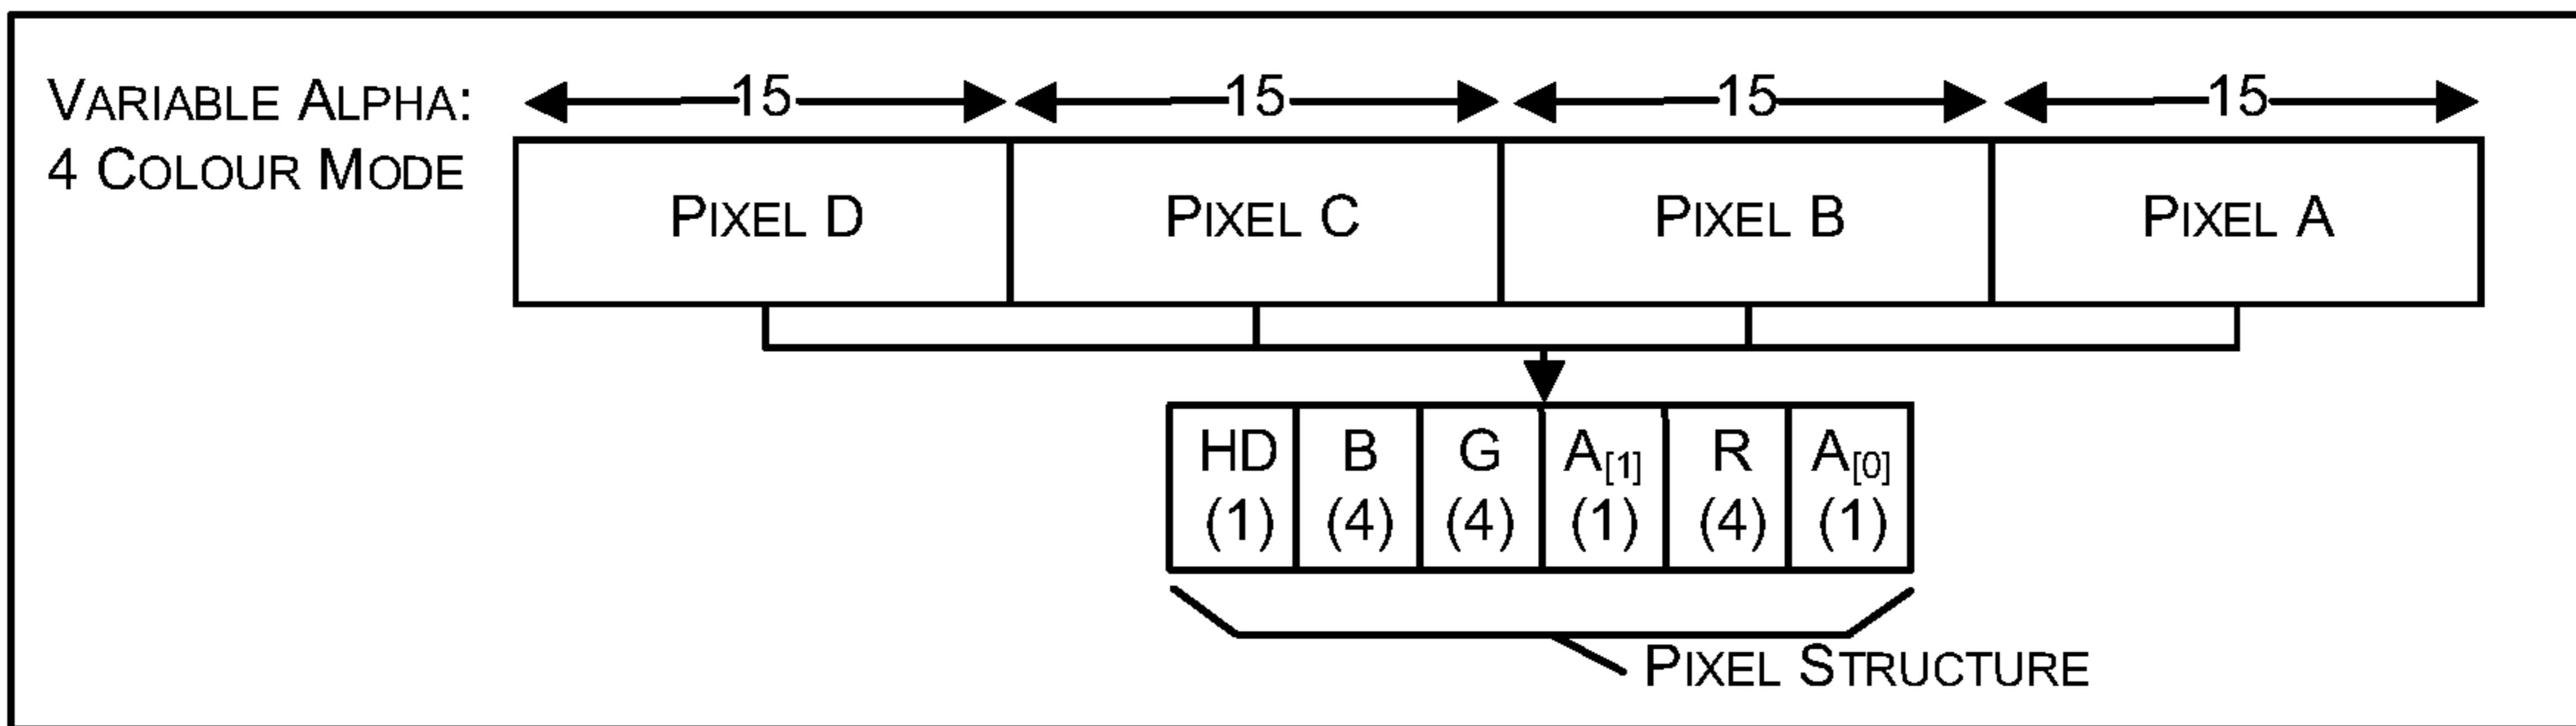 VARIABLE ALPHA:
4 COLOUR MODE
15 15 15 15
PIXEL D PIXEL C PIXEL B PIXEL A
HD B G A[1] R A[0]
(1) (4) (4) (1) (4) (1)
PIXEL STRUCTURE